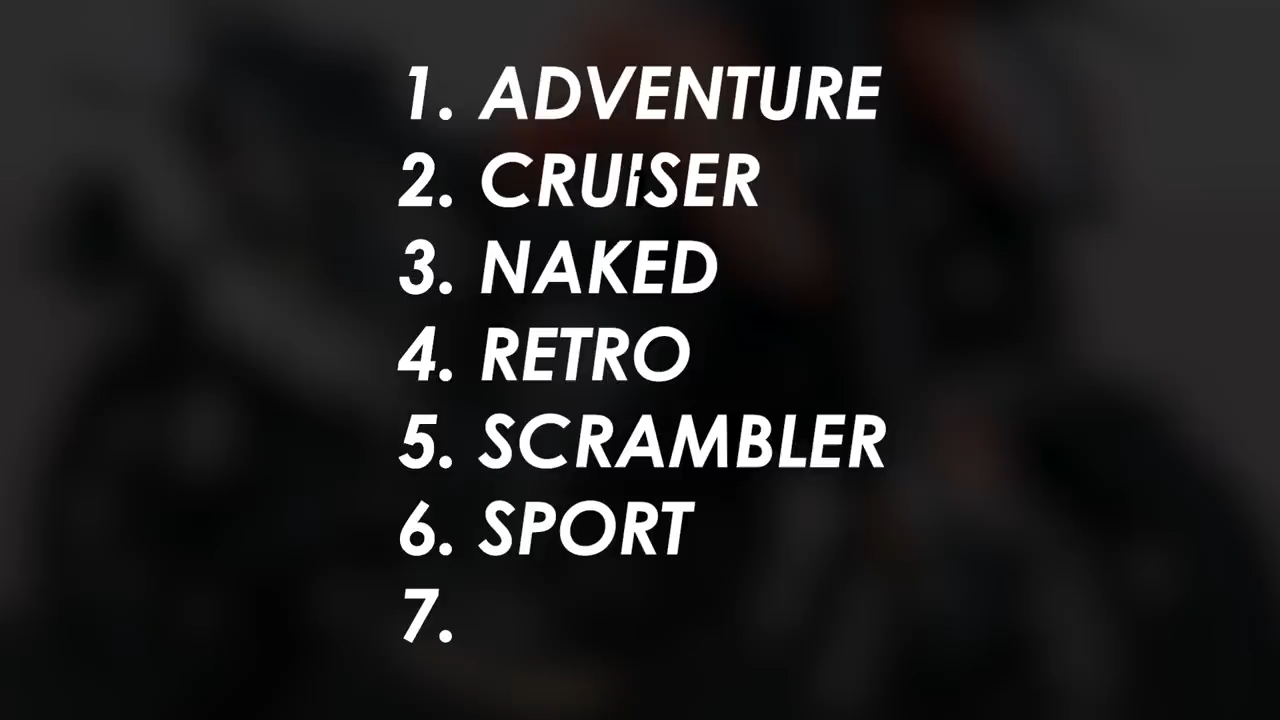 1. ADVENTURE
2. CRUISER
3. NAKED
4. RETRO
5. SCRAMBLER
6. SPORT
7.